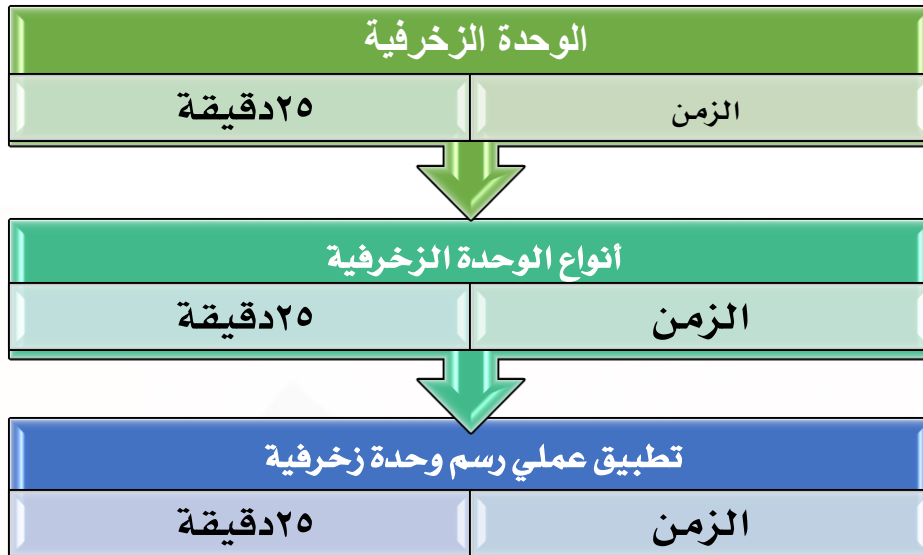 الوحدة الزخرفية
الزمن ٢٥دقيقة
أنواع الوحدة الزخرفية
الزمن ٢٥دقيقة
تطبيق عملي رسم وحدة زخرفية
الزمن ٢٥دقيقة